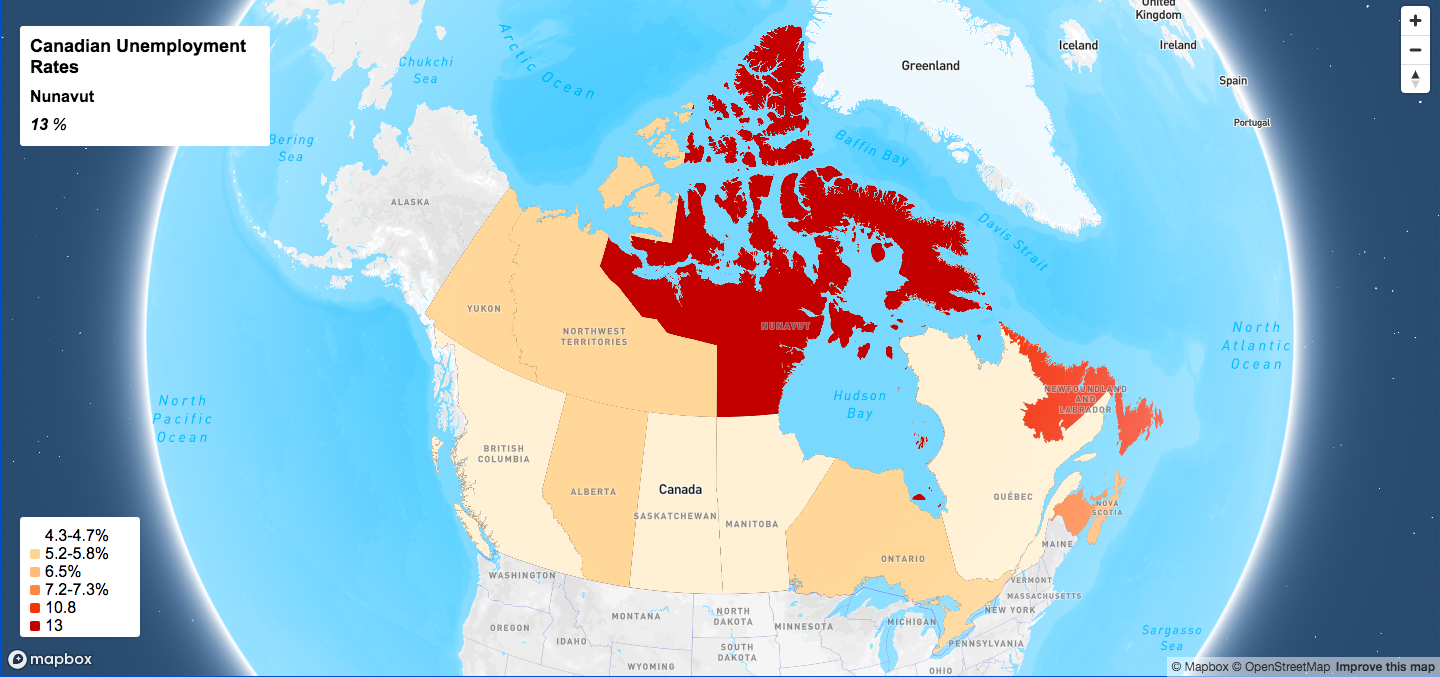 Canadian Unemployment
Rates
Nunavut
13 %
+
−
Arctic Ocean
Chukchi
Sea
Bering
Sea
Greenland
Iceland
United
Kingdom
Ireland
Spain
Portugal
Baffin Bay
Davis Strait
ALASKA
YUKON
NORTHWEST
TERRITORIES
NUNAVUT
North
Atlantic
Ocean
North
Pacific
Ocean
Hudson
Bay
NEWFOUNDLAND
AND
LABRADOR
BRITISH
COLUMBIA
ALBERTA
Canada
SASKATCHEWAN
MANITOBA
QUÉBEC
NOVA
SCOTIA
ONTARIO
MAINE
WASHINGTON
VERMONT
MASSACHUSETTS
NEW YORK
MONTANA
NORTH
DAKOTA
MINNESOTA
MICHIGAN
OREGON
IDAHO
SOUTH
DAKOTA
PENNSYLVANIA
WYOMING
OHIO
Sargasso
Sea
4.3-4.7%
5.2-5.8%
6.5%
7.2-7.3%
10.8
13
mapbox
© Mapbox © OpenStreetMap Improve this map